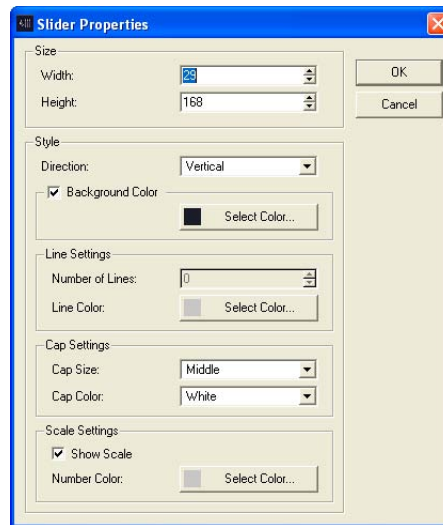 Slider Properties
Size
Width: 29
Height: 168
OK
Cancel
Style
Direction: Vertical
Background Color
Select Color...
Line Settings
Number of Lines: 0
Line Color: Select Color...
Cap Settings
Cap Size: Middle
Cap Color: White
Scale Settings
Show Scale
Number Color: Select Color...